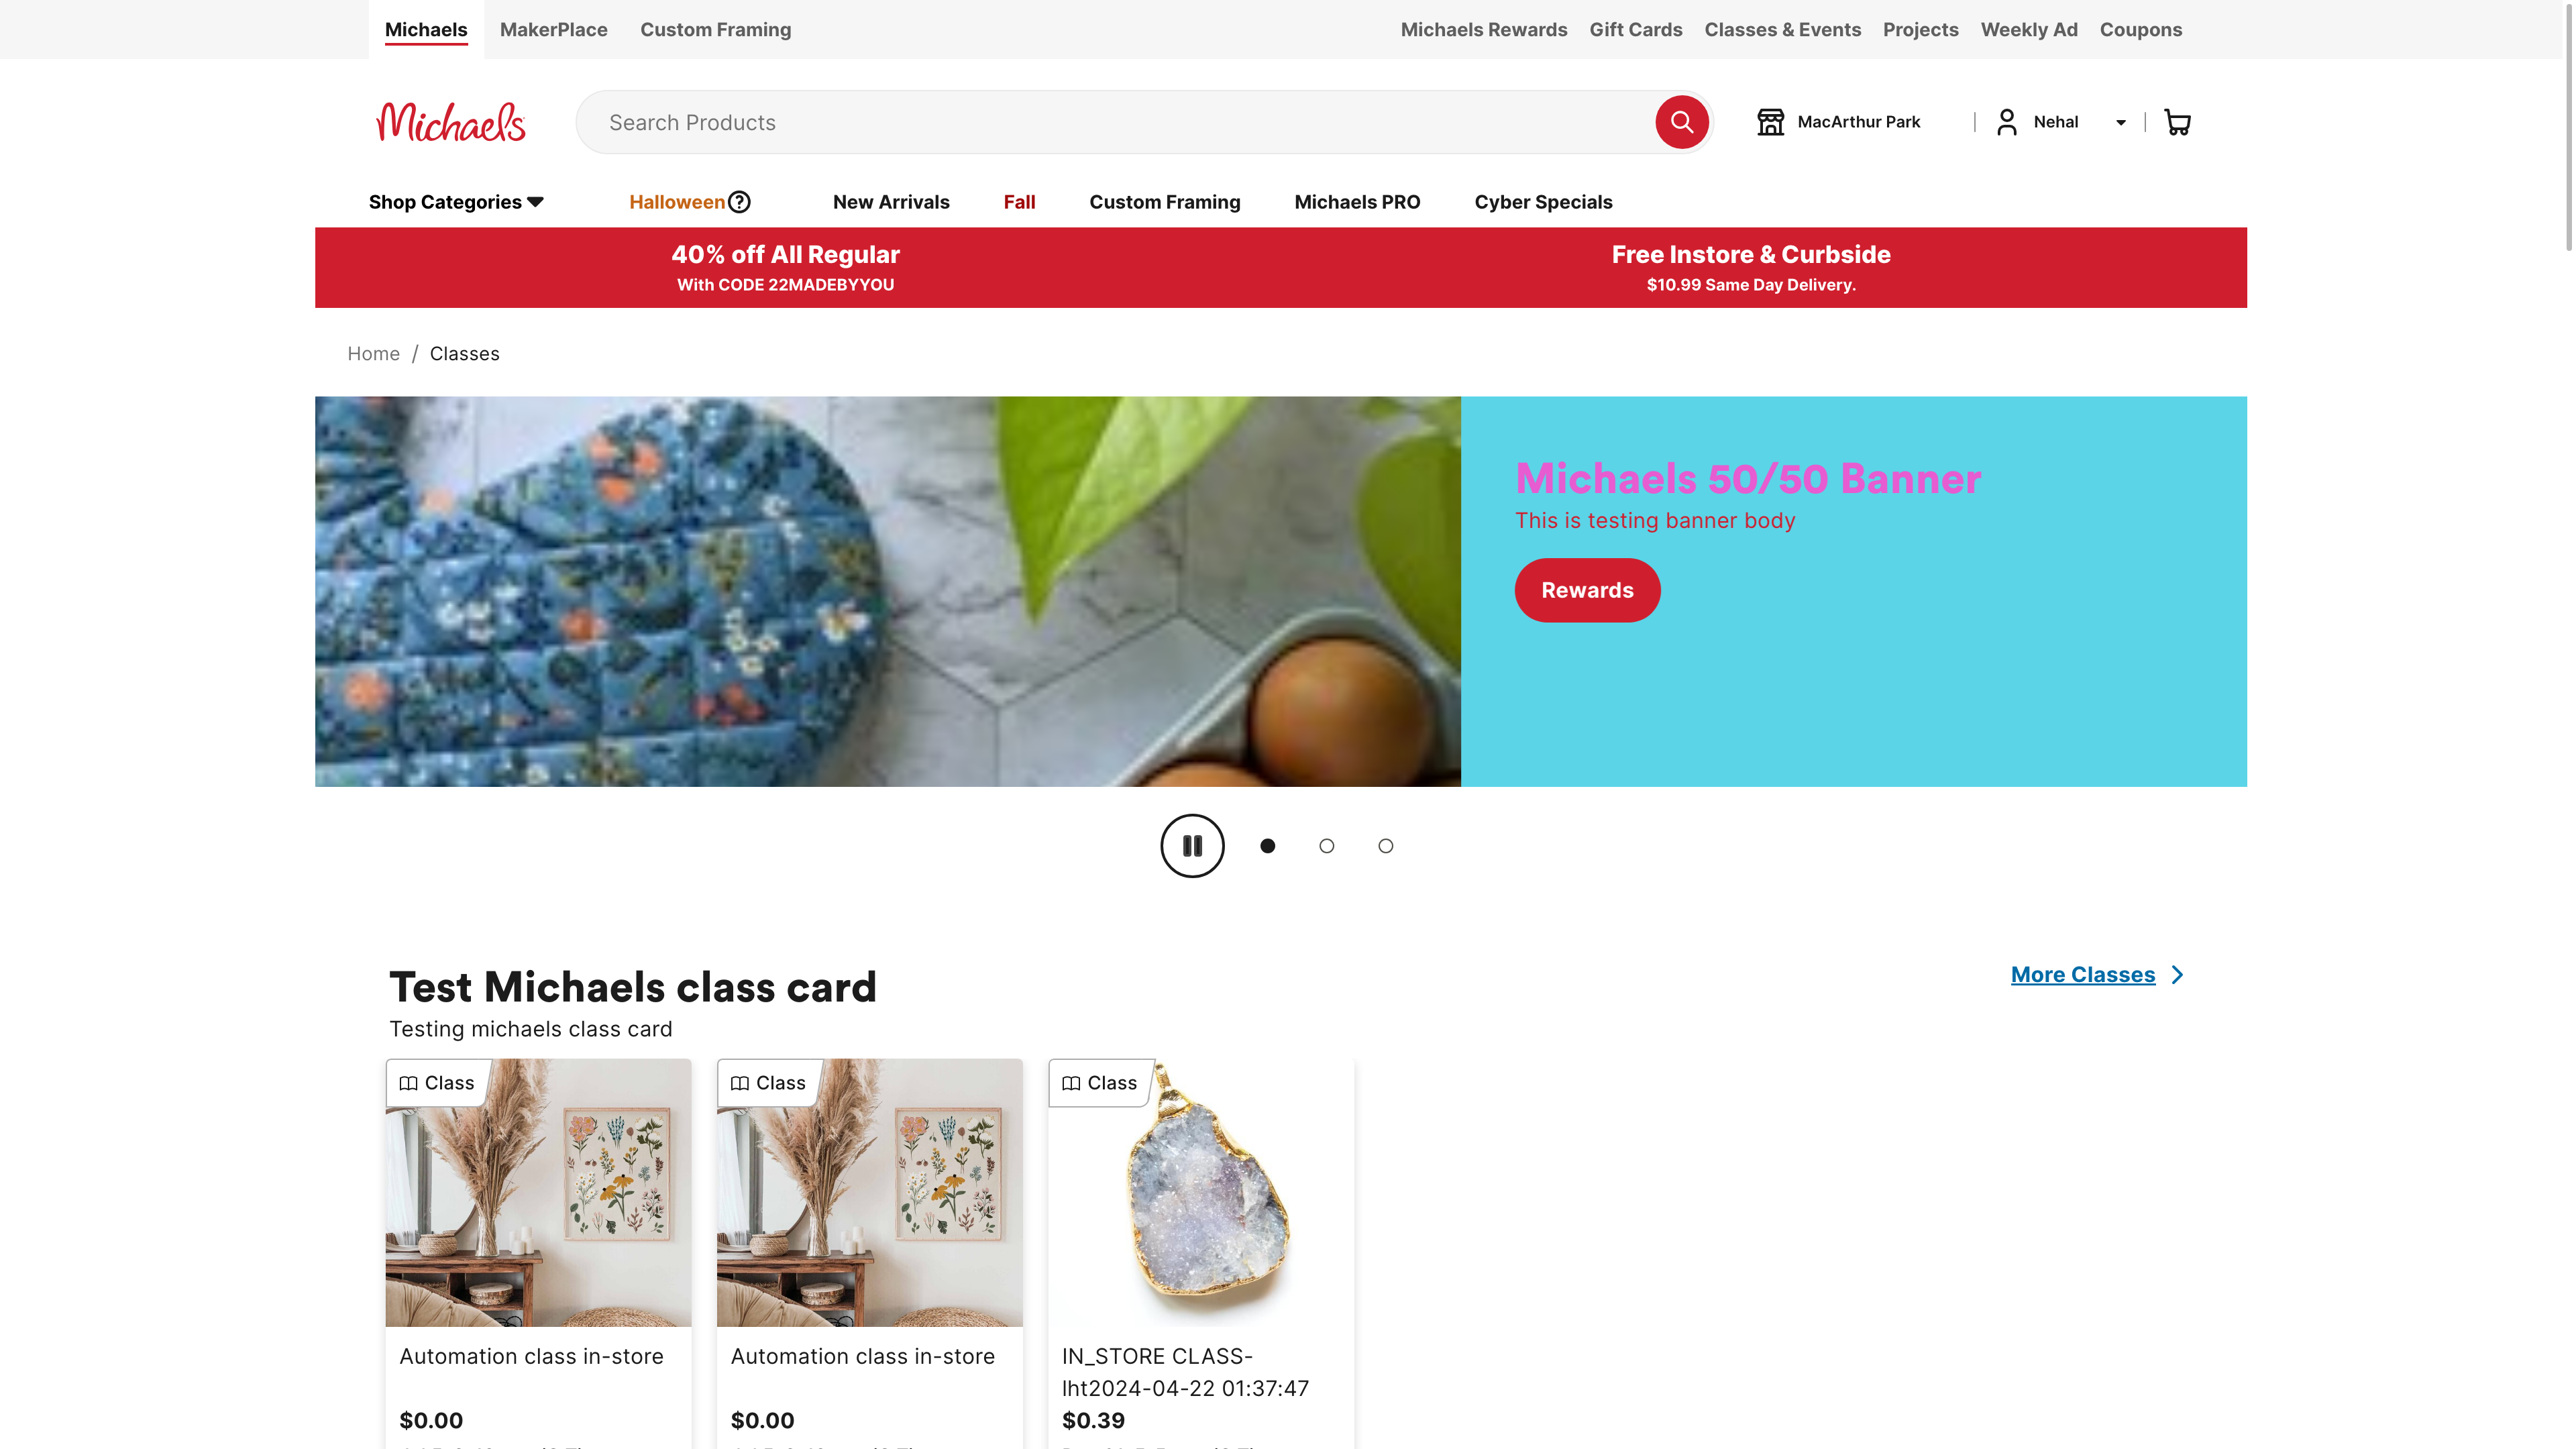 Michaels MakerPlace Custom Framing Michaels Rewards Gift Cards Classes & Events Projects Weekly Ad Coupons
Michaels Search Products MacArthur Park Nehal
Shop Categories Halloween New Arrivals Fall Custom Framing Michaels PRO Cyber Specials
40% off All Regular
With CODE 22MADEBYYOU
Free Instore & Curbside
$10.99 Same Day Delivery.
Home / Classes
Michaels 50/50 Banner
This is testing banner body
Rewards
Test Michaels class card
More Classes
Testing michaels class card
Class
Automation class in-store
$0.00
Class
Automation class in-store
$0.00
Class
IN_STORE CLASS-
lht2024-04-22 01:37:47
$0.39